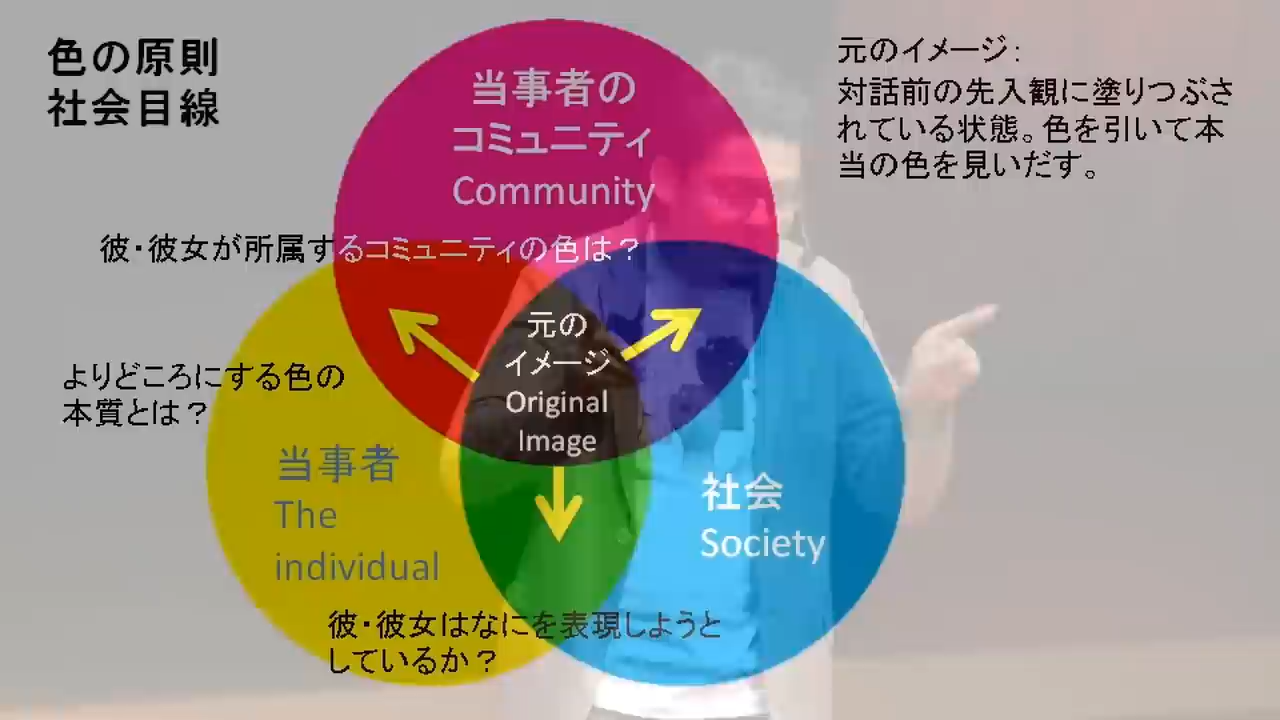 色の原則
社会目線
元のイメージ：
対話前の先入観に塗りつぶさ
れている状態。色を引いて本
当の色を見いだす。
当事者の
コミュニティ
Community
彼・彼女が所属するコミュニティの色は？
元の
イメージ
Original
Image
よりどころにする色の
本質とは？
当事者
The
individual
社会
Society
彼・彼女はなにを表現しようと
しているか？